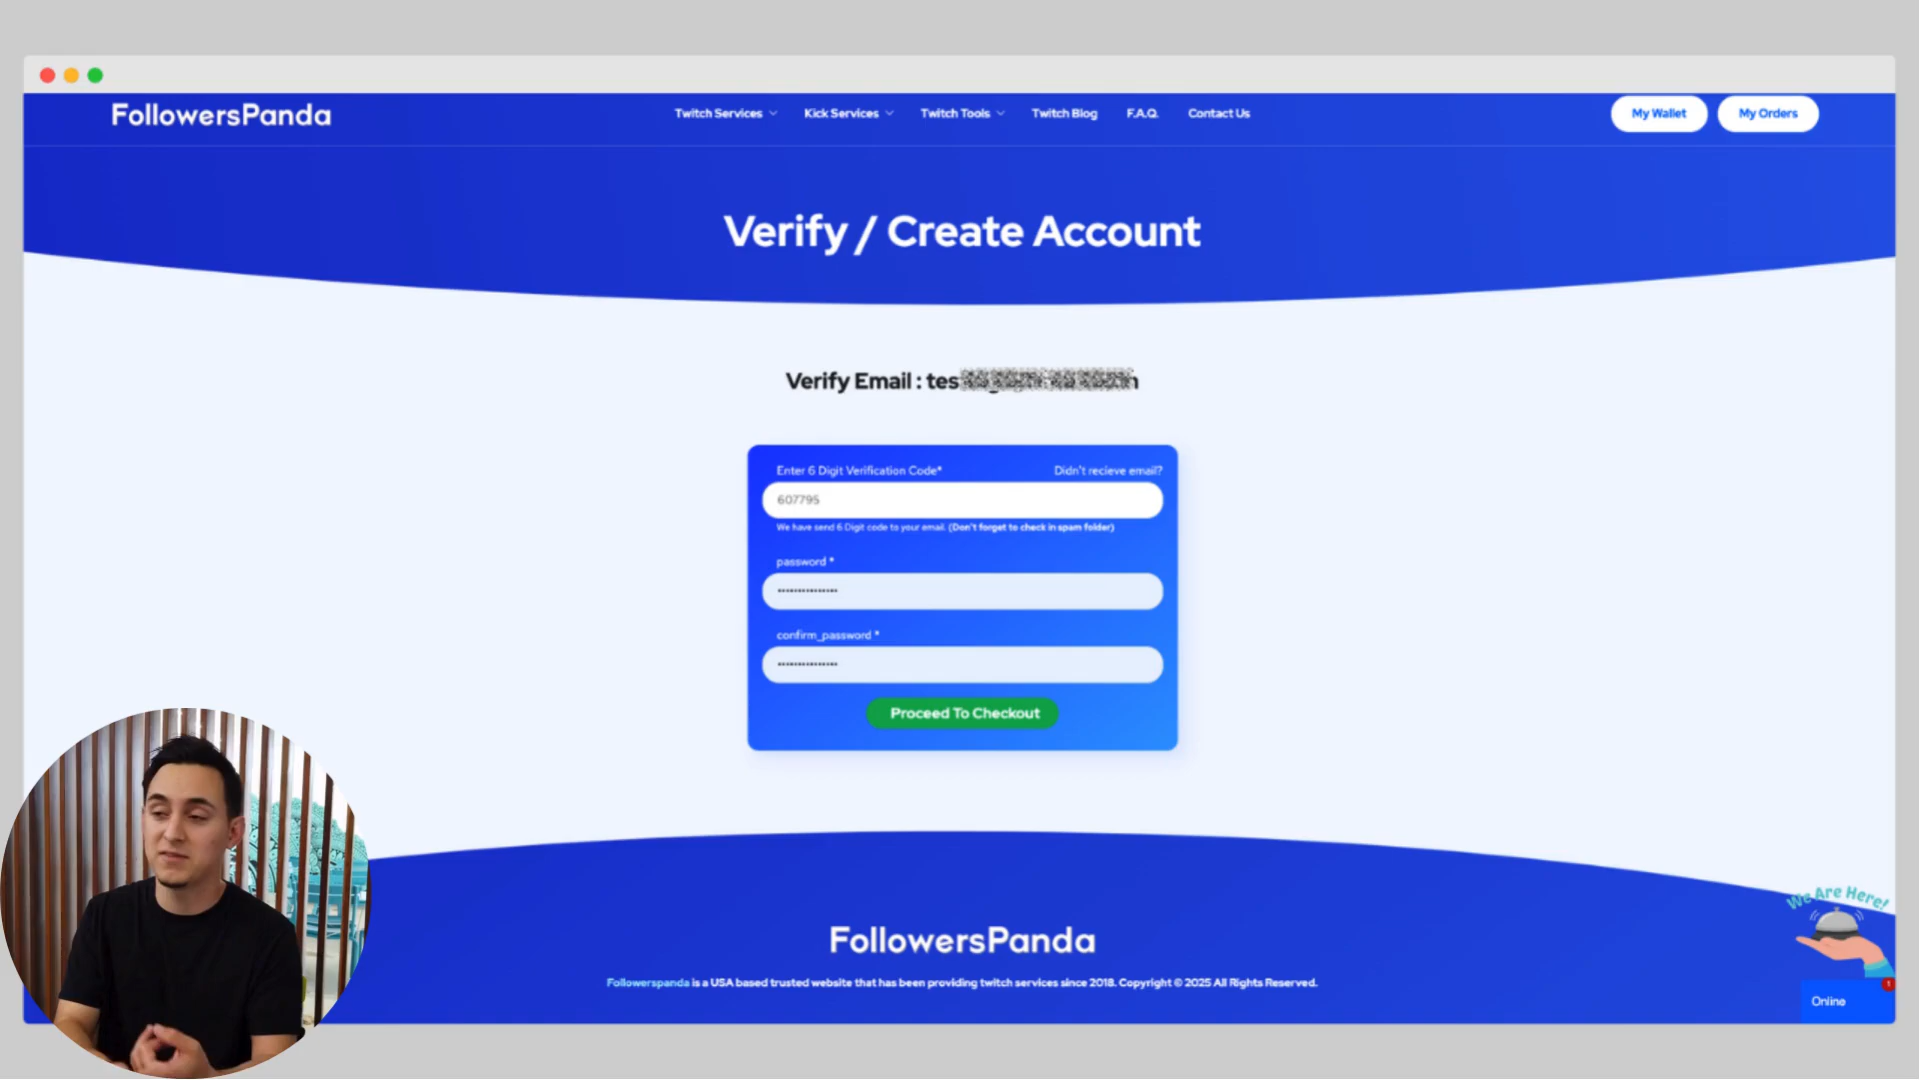 FollowersPanda
Twitch Services
Kick Services
Twitch Tools
Twitch Blog
F.A.Q.
Contact Us
My Wallet
My Orders
Verify / Create Account
Verify Email : tes
Enter 6 Digit Verification Code*
Didn't recieve email?
607795
We have send 6 Digit code to your email. (Don't forget to check in spam folder)
password *
confirm_password *
Proceed To Checkout
FollowersPanda
Followerspanda is a USA based trusted website that has been providing twitch services since 2018. Copyright © 2025 All Rights Reserved.
We Are Here!
1
Online